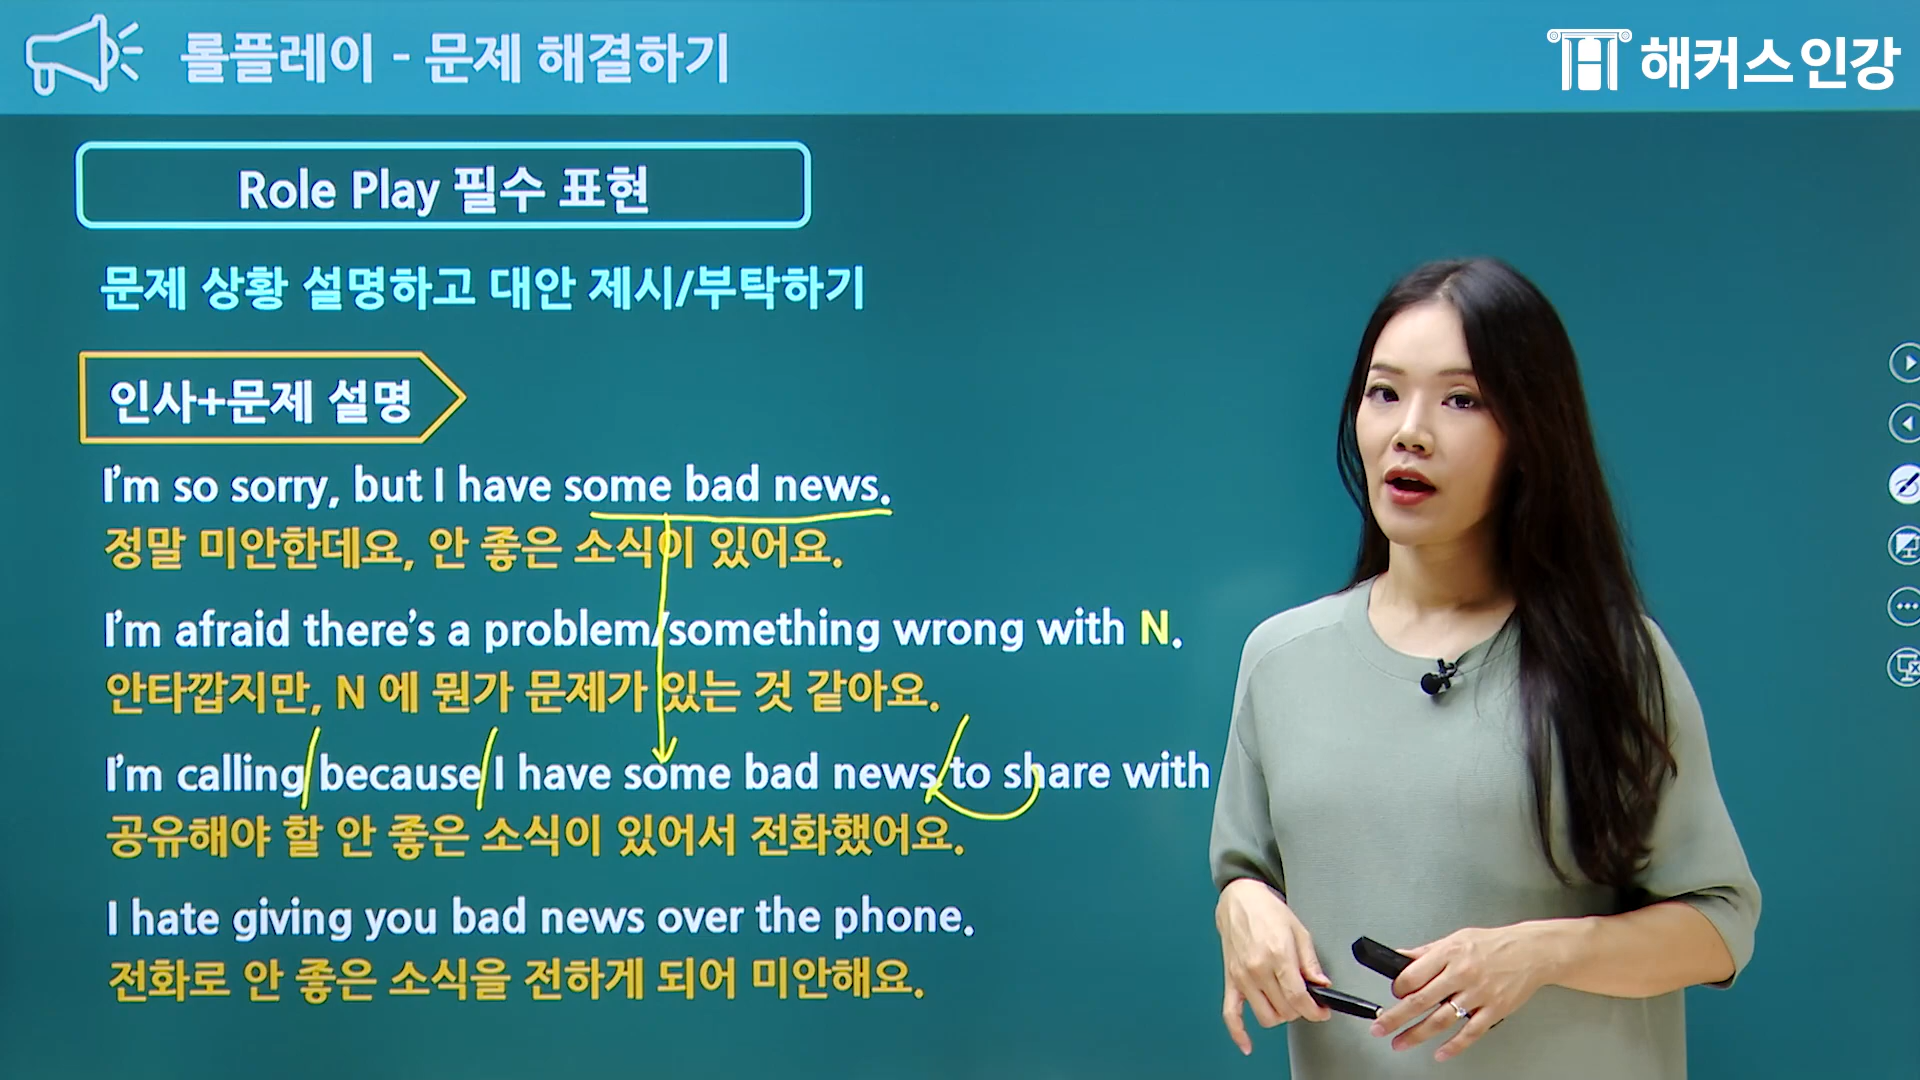 롤플레이 - 문제 해결하기
해커스인강
Role Play 필수 표현
문제 상황 설명하고 대안 제시/부탁하기
인사+문제 설명
I'm so sorry, but I have some bad news.
정말 미안한데요, 안 좋은 소식이 있어요.
I'm afraid there's a problem/something wrong with N.
안타깝지만, N 에 뭔가 문제가 있는 것 같아요.
I'm calling because I have some bad news to share with
공유해야 할 안 좋은 소식이 있어서 전화했어요.
I hate giving you bad news over the phone.
전화로 안 좋은 소식을 전하게 되어 미안해요.